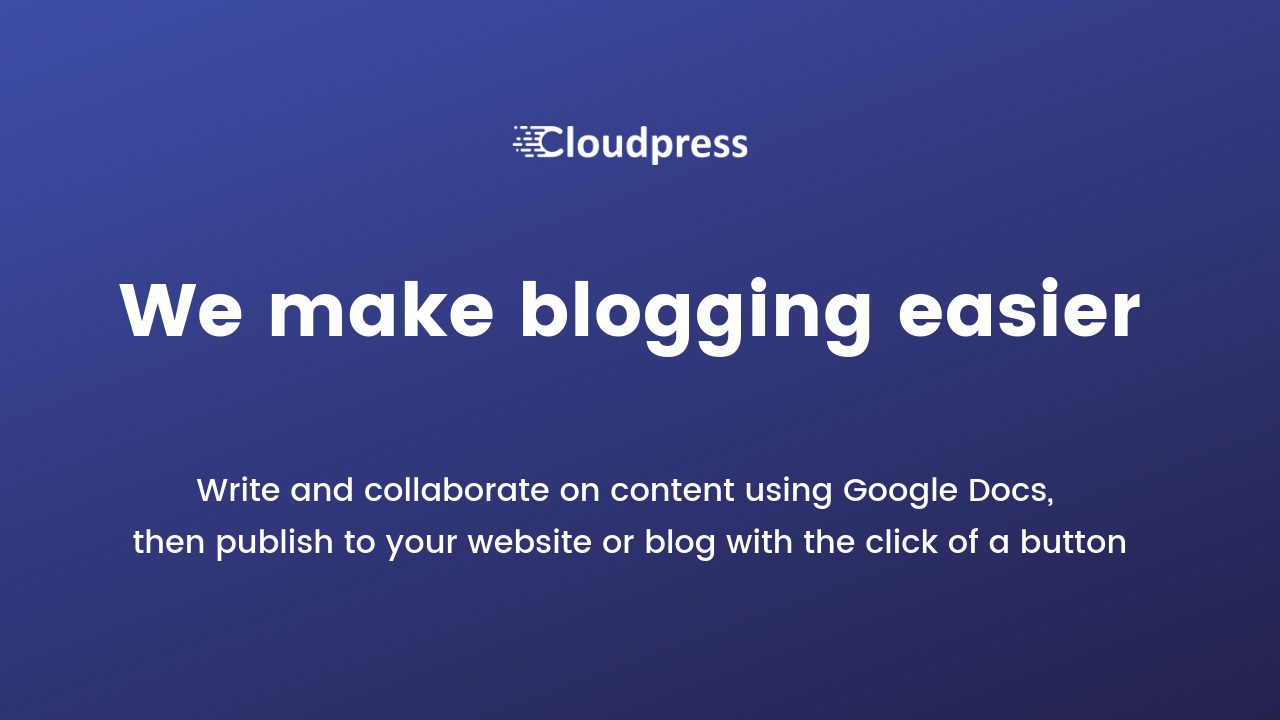 Cloudpress
We make blogging easier
Write and collaborate on content using Google Docs,
then publish to your website or blog with the click of a button